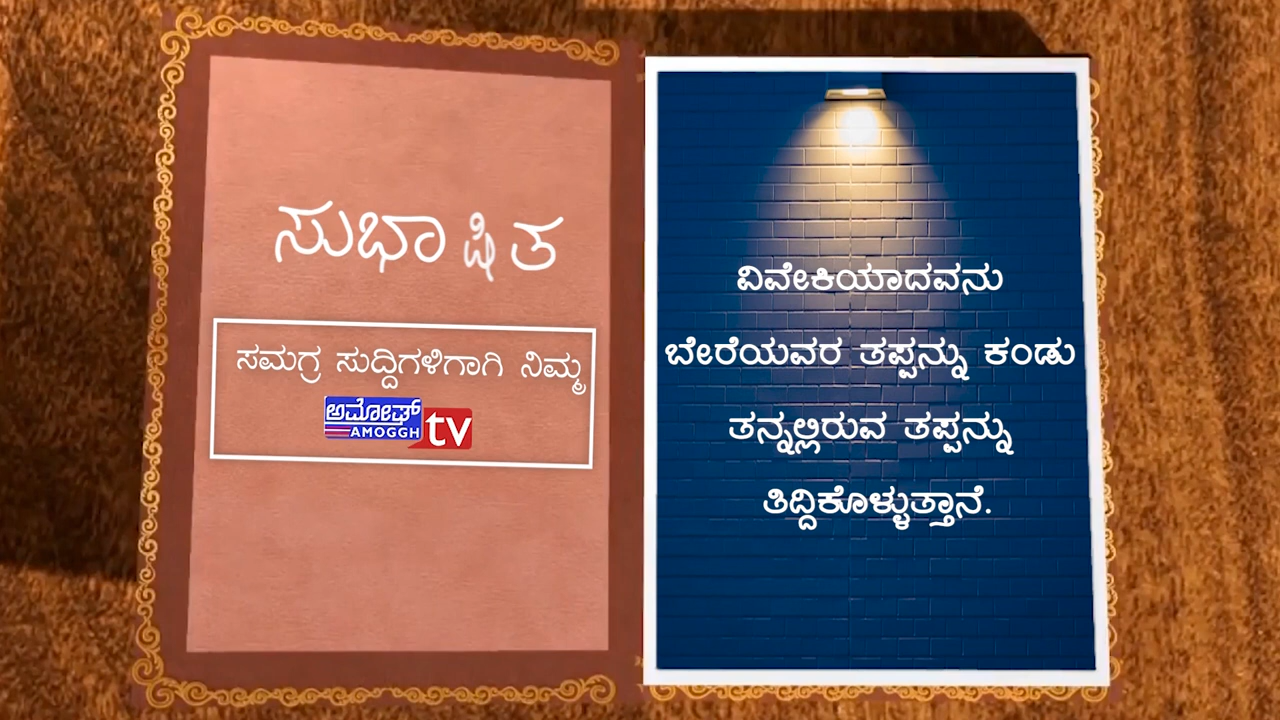 ಸುಭಾಷಿತ
ಸಮಗ್ರ ಸುದ್ದಿಗಳಿಗಾಗಿ ನಿಮ್ಮ
ಅಮೋಘ್
AMOGGH tv
ವಿವೇಕಿಯಾದವನು
ಬೇರೆಯವರ ತಪ್ಪನ್ನು ಕಂಡು
ತನ್ನಲ್ಲಿರುವ ತಪ್ಪನ್ನು
ತಿದ್ದಿಕೊಳ್ಳುತ್ತಾನೆ.